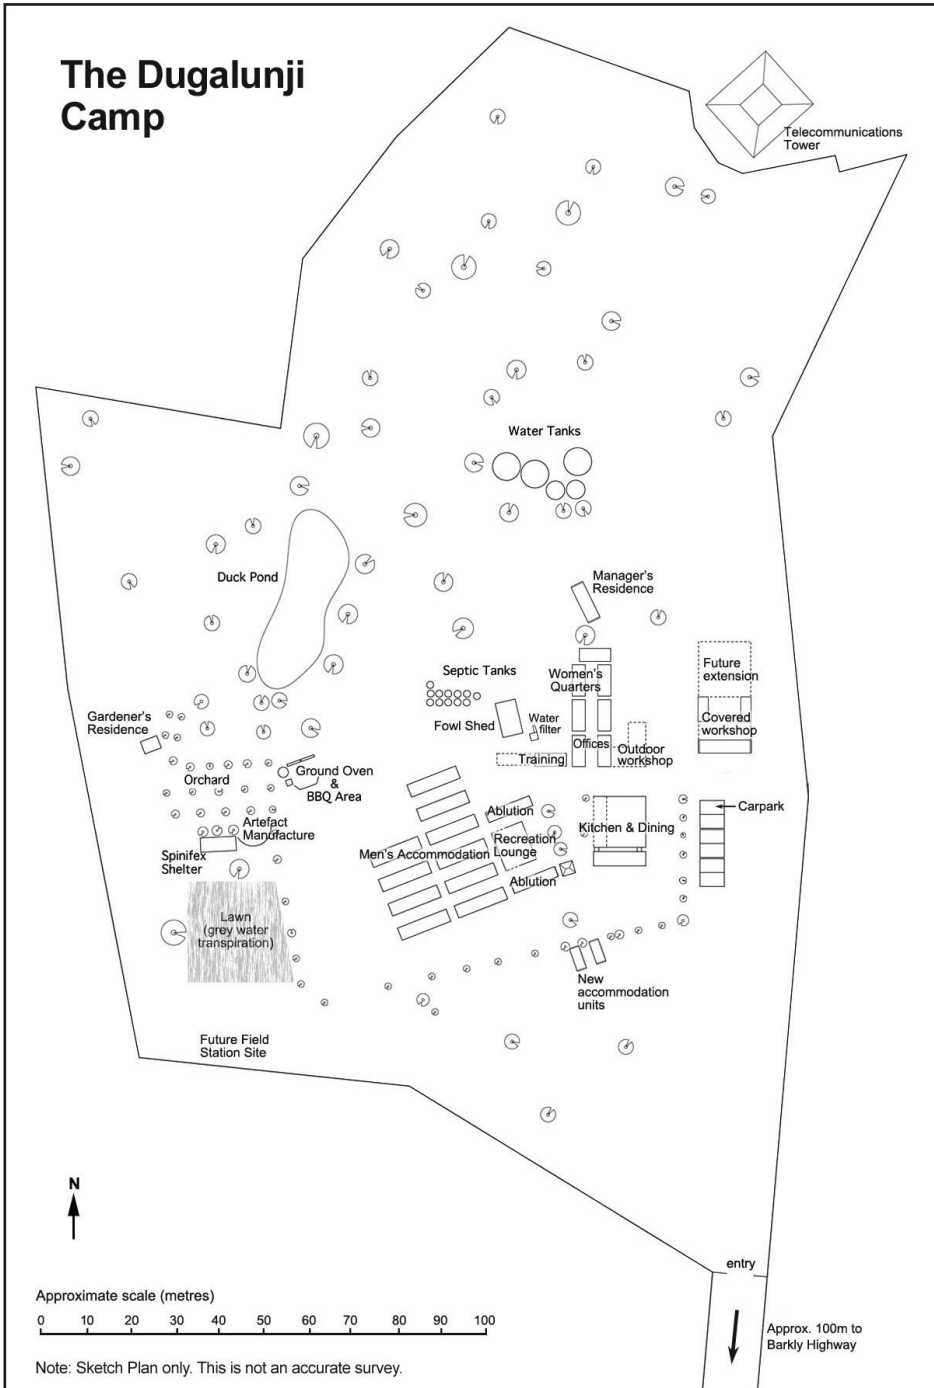 The Dugalunji
Camp
Telecommunications
Tower
Water Tanks
Duck Pond
Manager's
Residence
Septic Tanks
Women's
Quarters
Future
extension
Gardener's
Residence
Fowl Shed
Water
filter
Covered
workshop
Offices
Outdoor
workshop
Training
Orchard
Ground Oven
&
BBQ Area
Artefact
Manufacture
Ablution
Carpark
Kitchen & Dining
Recreation
Lounge
Men's Accommodation
Spinifex
Shelter
Ablution
Lawn
(grey water
transpiration)
New
accommodation
units
Future Field
Station Site
N
entry
Approximate scale (metres)
0 10 20 30 40 50 60 70 80 90 100
Approx. 100m to
Barkly Highway
Note: Sketch Plan only. This is not an accurate survey.